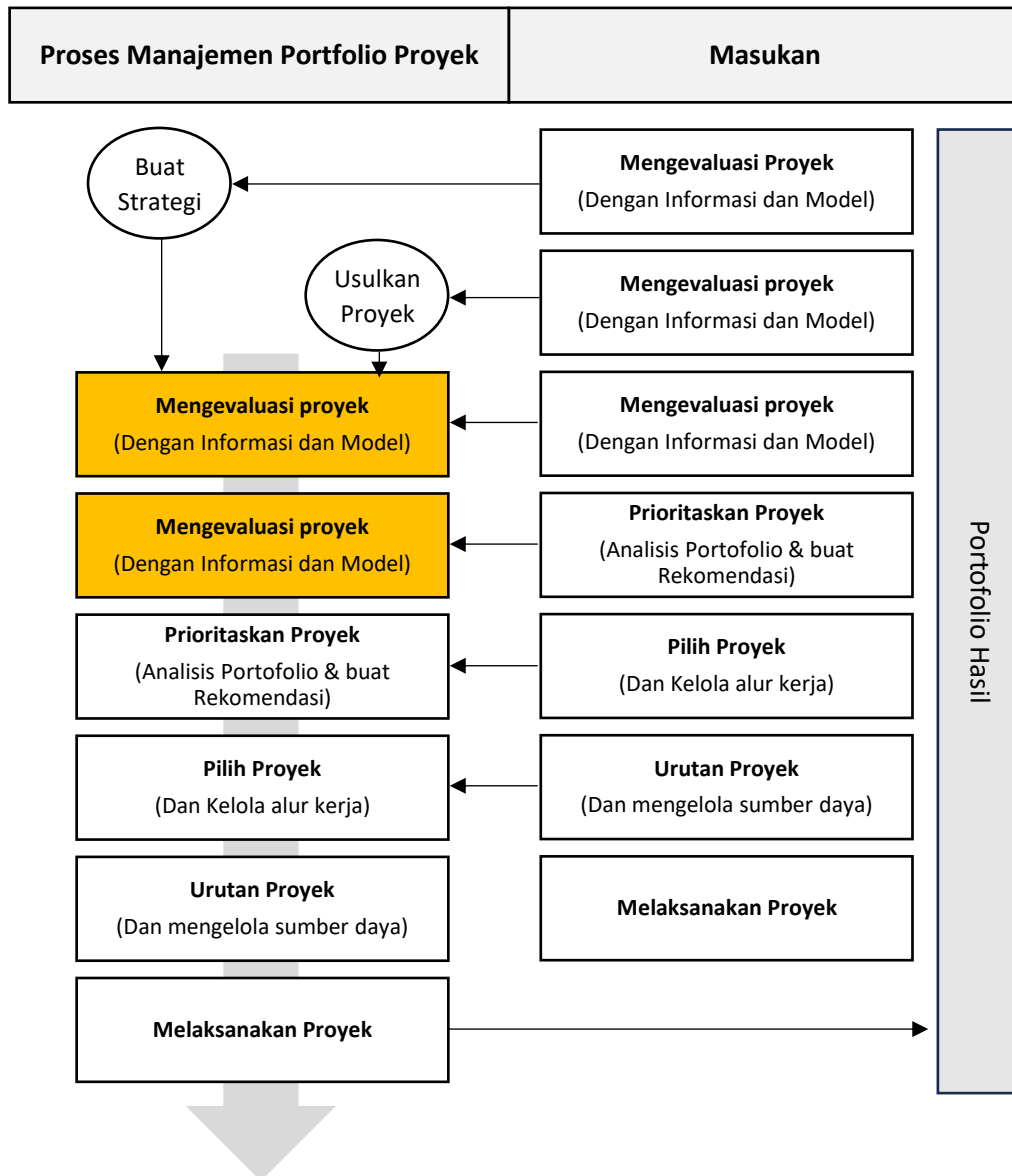 Proses Manajemen Portfolio Proyek
Masukan
Buat
Strategi
Mengevaluasi Proyek
(Dengan Informasi dan Model)
Usulkan
Proyek
Mengevaluasi proyek
(Dengan Informasi dan Model)
Mengevaluasi proyek
(Dengan Informasi dan Model)
Mengevaluasi proyek
(Dengan Informasi dan Model)
Mengevaluasi proyek
(Dengan Informasi dan Model)
Prioritaskan Proyek
(Analisis Portofolio & buat
Rekomendasi)
Prioritaskan Proyek
(Analisis Portofolio & buat
Rekomendasi)
Pilih Proyek
(Dan Kelola alur kerja)
Pilih Proyek
(Dan Kelola alur kerja)
Urutan Proyek
(Dan mengelola sumber daya)
Urutan Proyek
(Dan mengelola sumber daya)
Melaksanakan Proyek
Melaksanakan Proyek
Portofolio Hasil